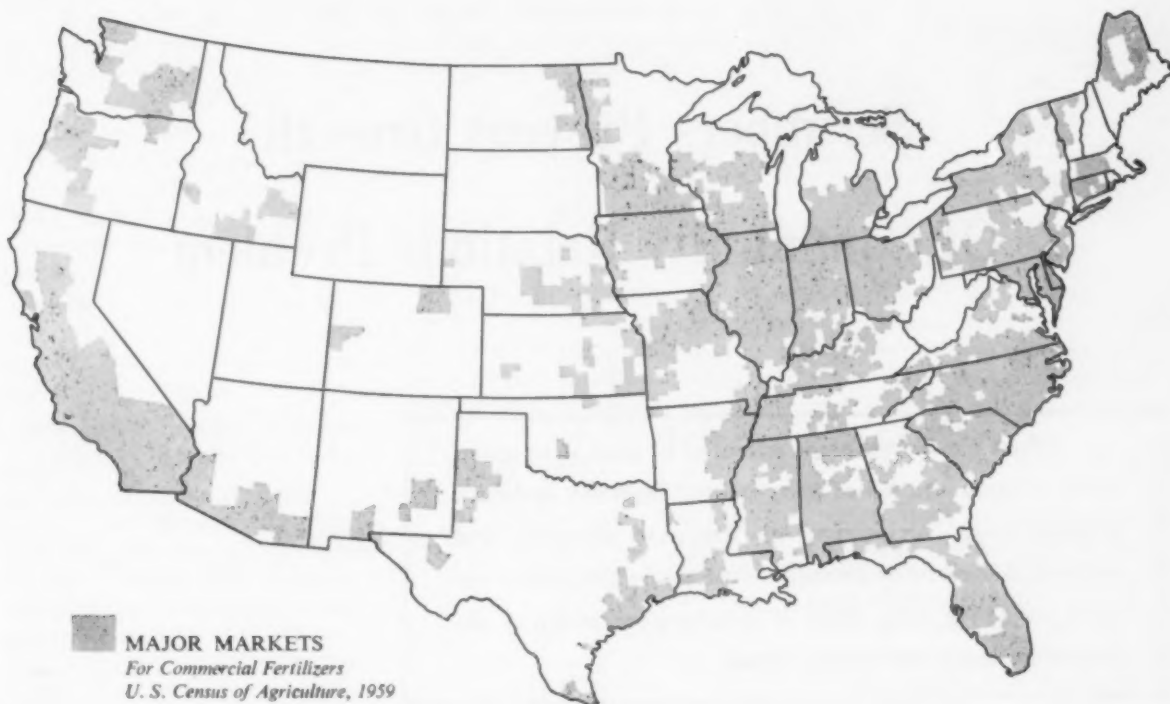 MAJOR MARKETS
For Commercial Fertilizers
U. S. Census of Agriculture, 1959